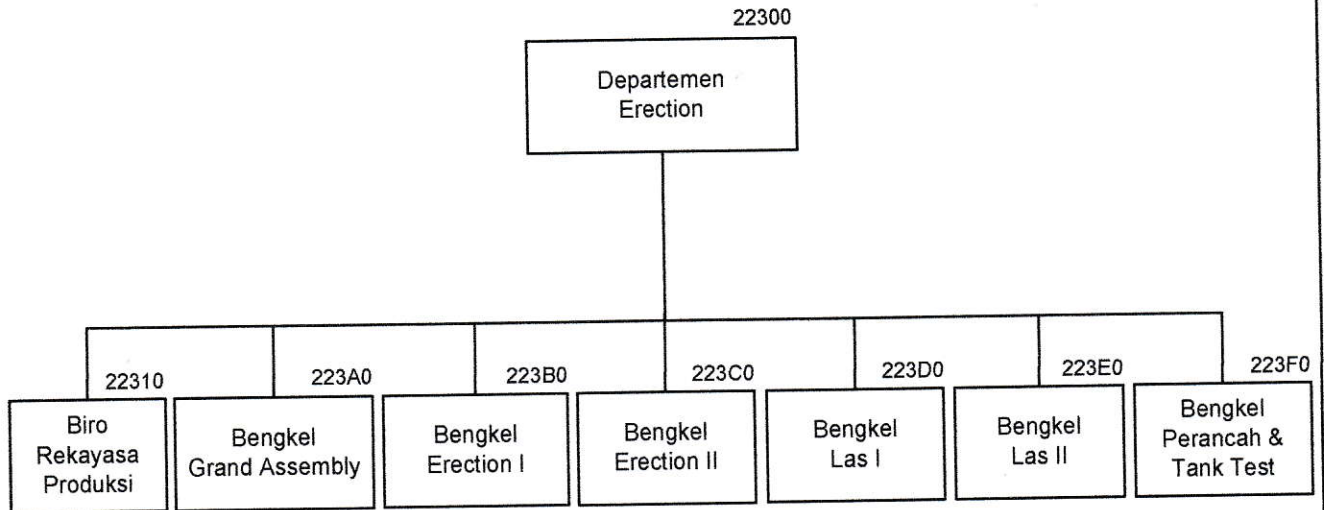 22300
Departemen
Erection
22310
Biro
Rekayasa
Produksi
223A0
Bengkel
Grand Assembly
223B0
Bengkel
Erection I
223C0
Bengkel
Erection II
223D0
Bengkel
Las I
223E0
Bengkel
Las II
223F0
Bengkel
Perancah &
Tank Test